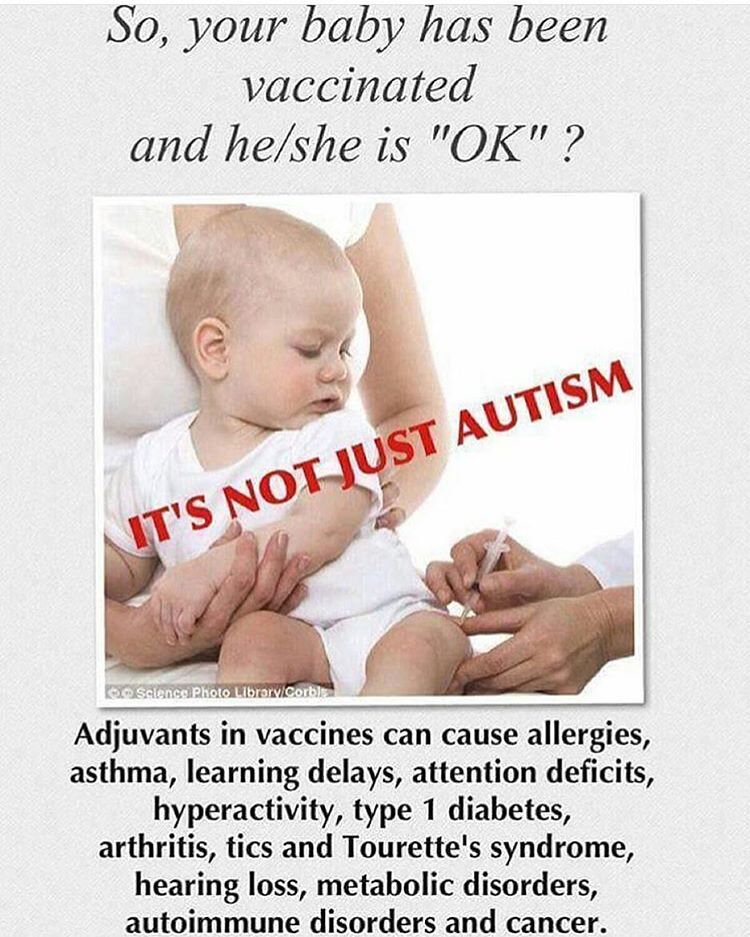 So, your baby has been
vaccinated
and he/she is "OK" ?
IT'S NOT JUST AUTISM
Science Photo Library/Corbis
Adjuvants in vaccines can cause allergies,
asthma, learning delays, attention deficits,
hyperactivity, type 1 diabetes,
arthritis, tics and Tourette's syndrome,
hearing loss, metabolic disorders,
autoimmune disorders and cancer.